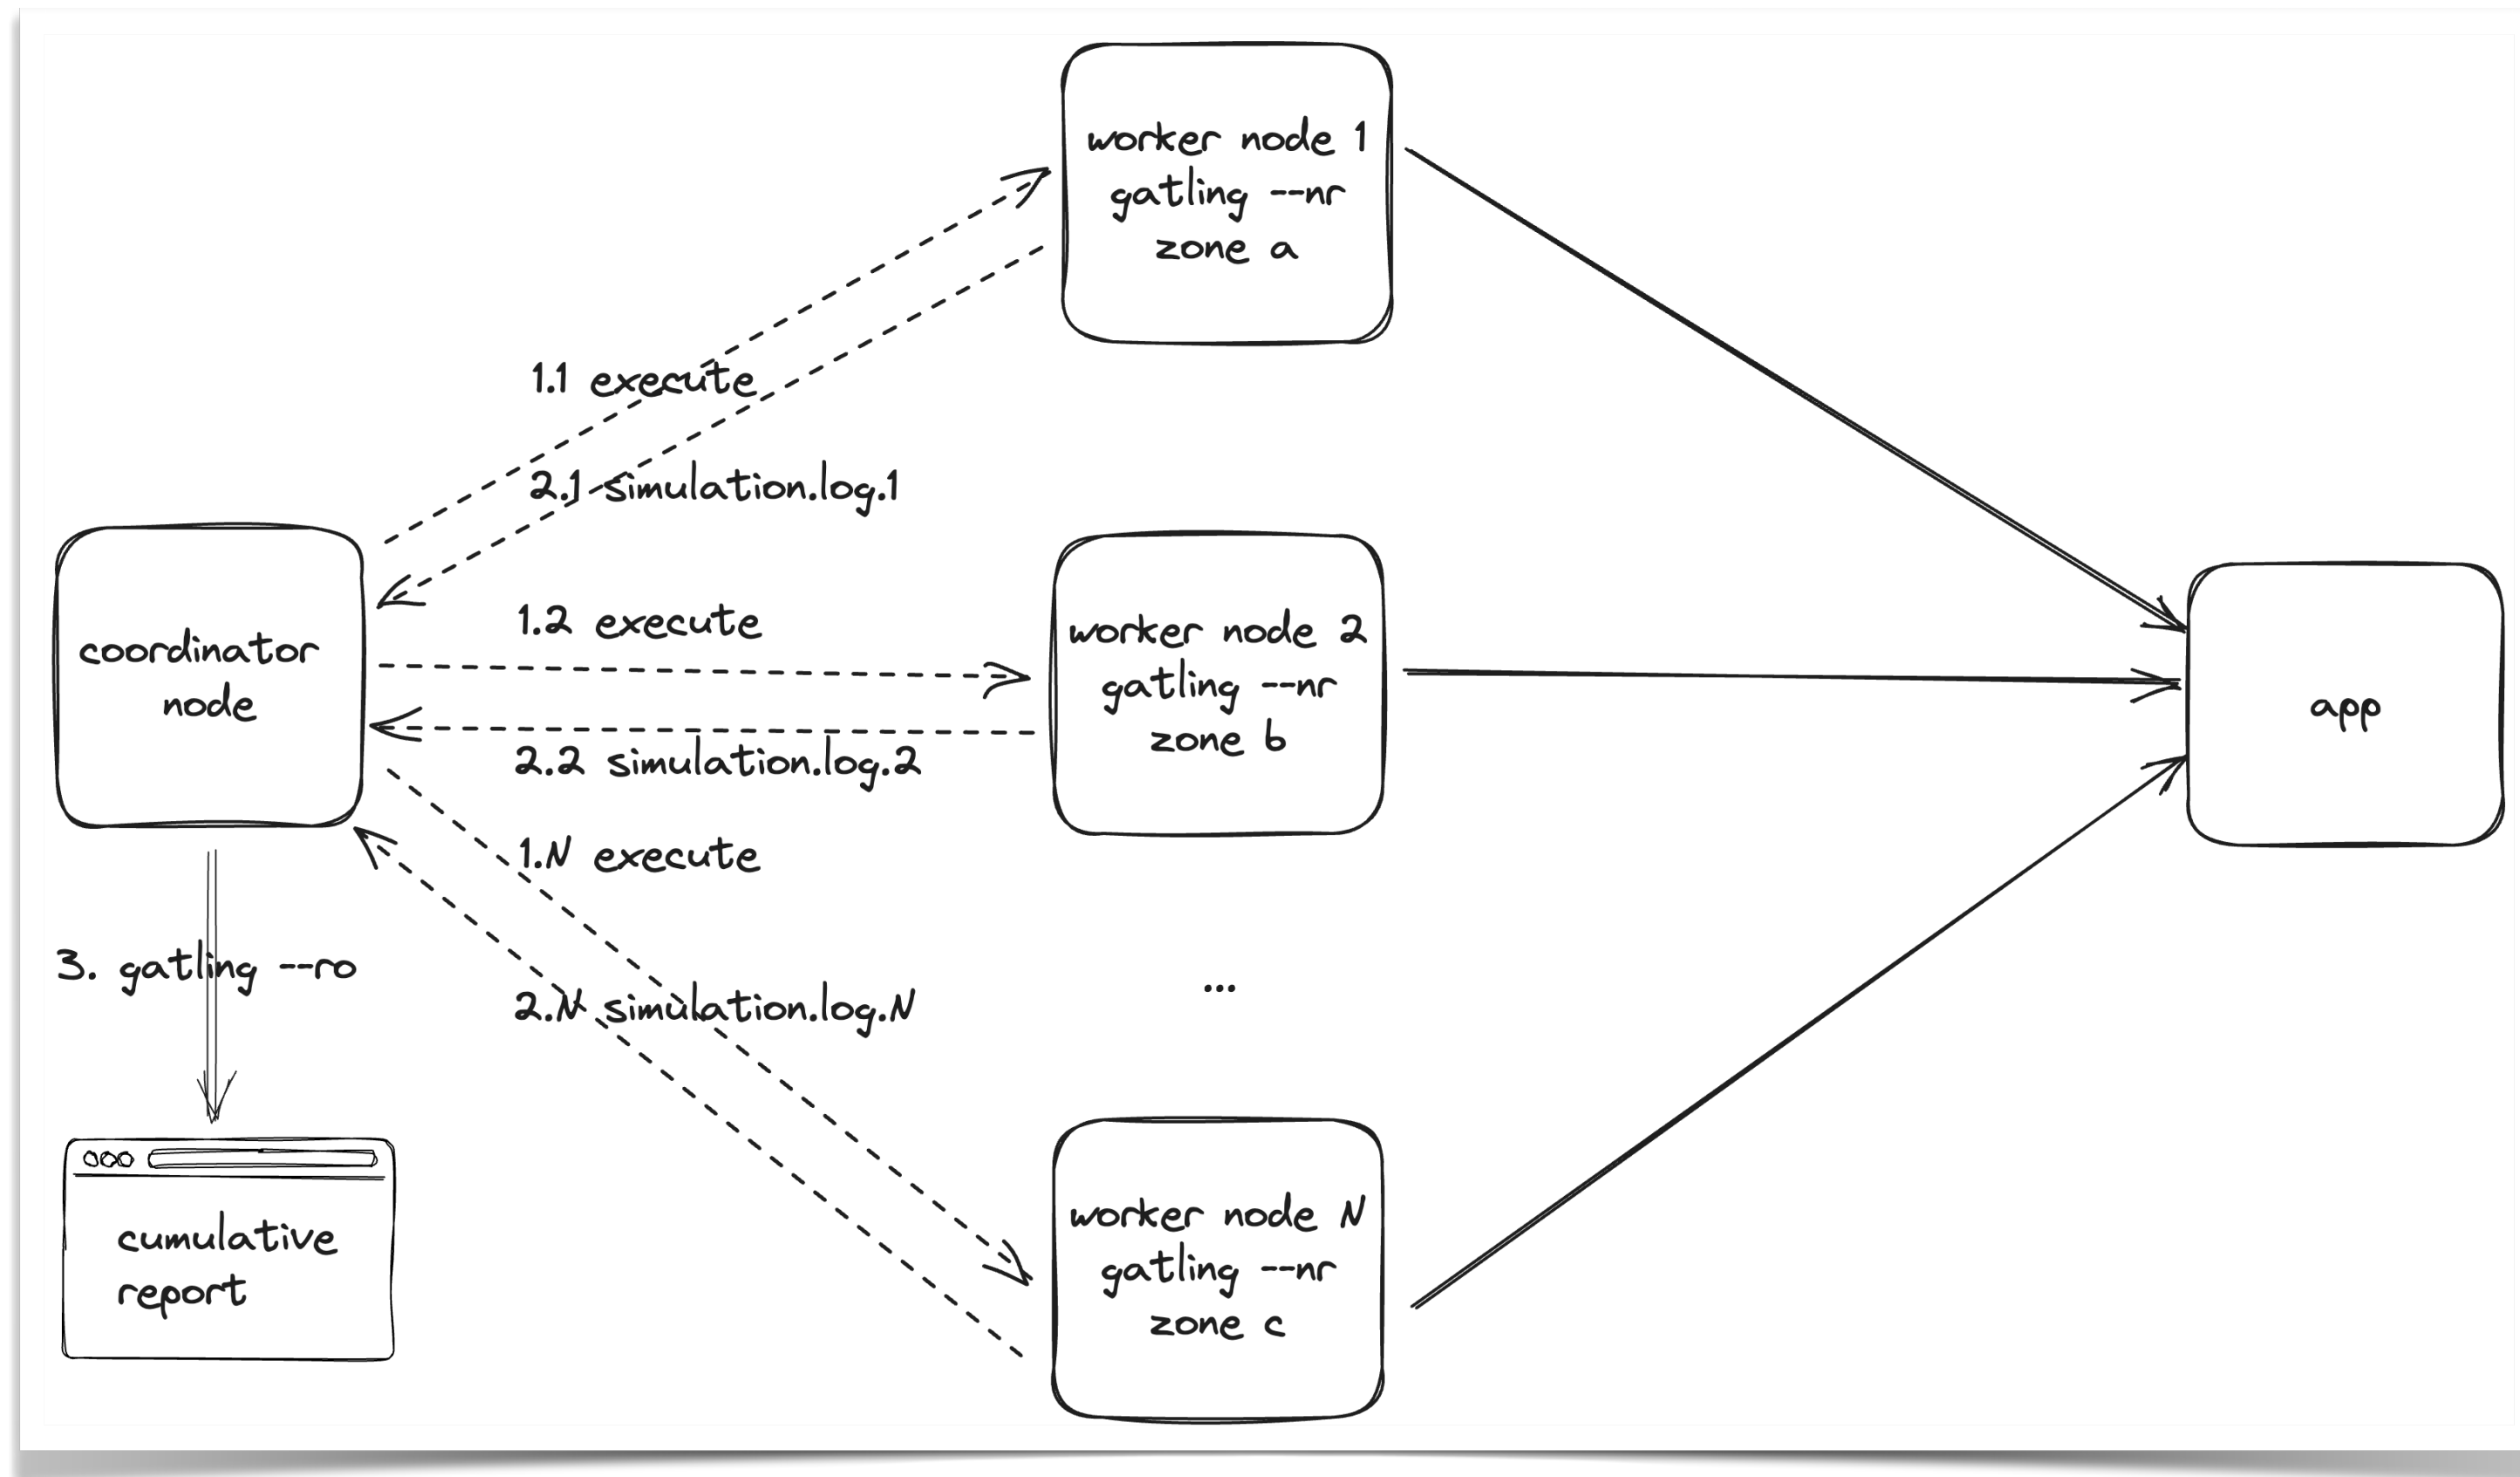 worker node 1
gatling --nr
zone a
1.1 execute
2.1 simulation.log.1
coordinator
node
1.2 execute
2.2 simulation.log.2
worker node 2
gatling --nr
zone b
app
1.N execute
3. gatling --ro
2.N simulation.log.N
...
cumulative
report
worker node N
gatling --nr
zone c